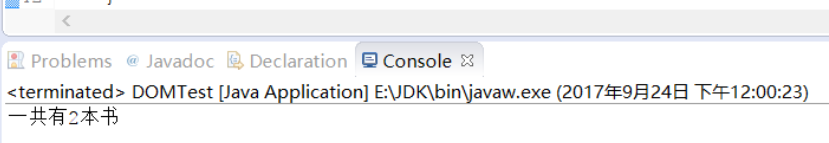 Problems @ Javadoc Declaration Console
<terminated> DOMTest [Java Application] E:\JDK\bin\javaw.exe (2017年9月24日 下午12:00:23)
一共有2本书